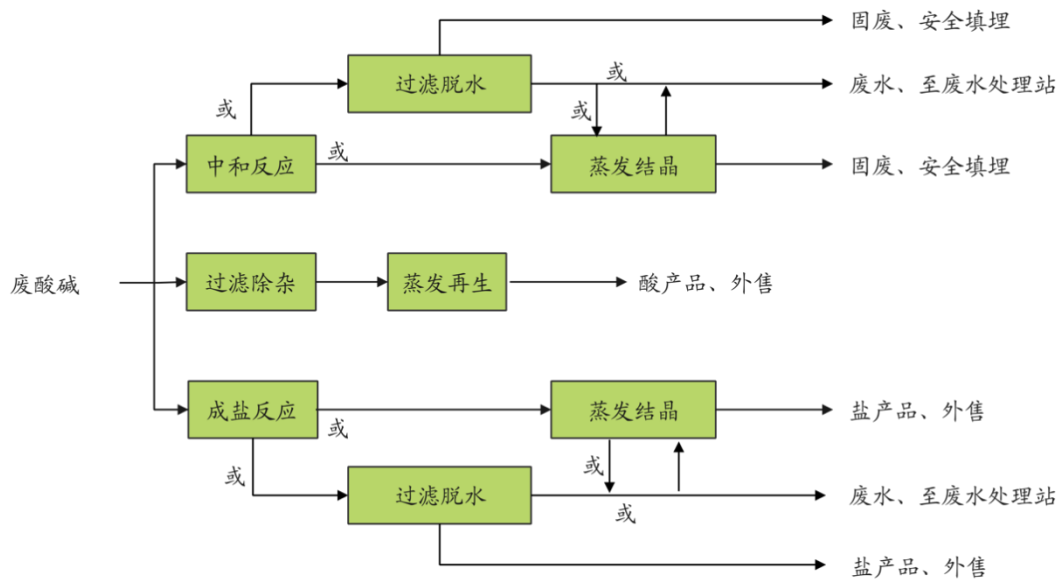 固废、安全填埋
过滤脱水
或
废水、至废水处理站
或
或
中和反应
或
蒸发结晶
固废、安全填埋
废酸碱
过滤除杂
蒸发再生
酸产品、外售
成盐反应
或
蒸发结晶
盐产品、外售
或
或
过滤脱水
或
废水、至废水处理站
盐产品、外售